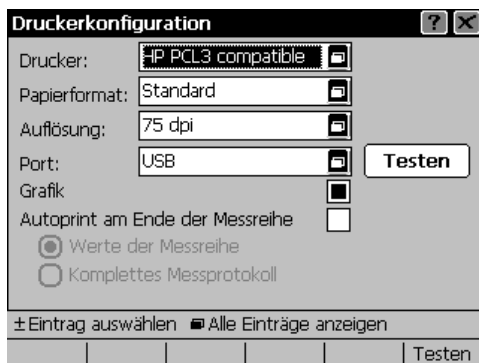 Druckerkonfiguration ? X
Drucker: HP PCL3 compatible
Papierformat: Standard
Auflösung: 75 dpi
Port: USB Testen
Grafik
Autoprint am Ende der Messreihe
Werte der Messreihe
Komplettes Messprotokoll
±Eintrag auswählen Alle Einträge anzeigen
Testen